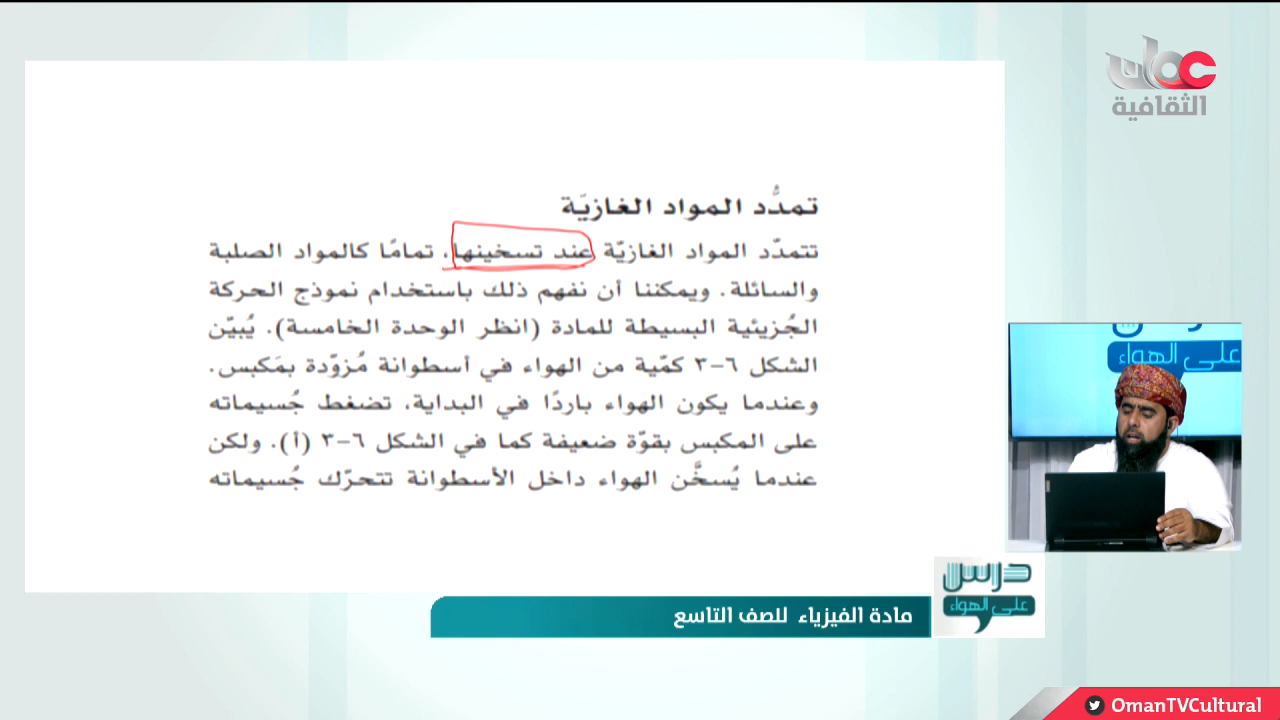 عمان
الثقافية
تمدُّد المواد الغازيّة
تتمدّد المواد الغازيّة عند تسخينها، تمامًا كالمواد الصلبة
والسائلة. ويمكننا أن نفهم ذلك باستخدام نموذج الحركة
الجُزيئية البسيطة للمادة (انظر الوحدة الخامسة). يُبيّن
الشكل ٦-٣ كمّية من الهواء في أسطوانة مُزوّدة بمَكبس.
وعندما يكون الهواء باردًا في البداية، تضغط جُسيماته
على المكبس بقوّة ضعيفة كما في الشكل ٦-٣ (أ). ولكن
عندما يُسخَّن الهواء داخل الأسطوانة تتحرّك جُسيماته
على الهواء
درس
على الهواء
مادة الفيزياء للصف التاسع
OmanTVCultural